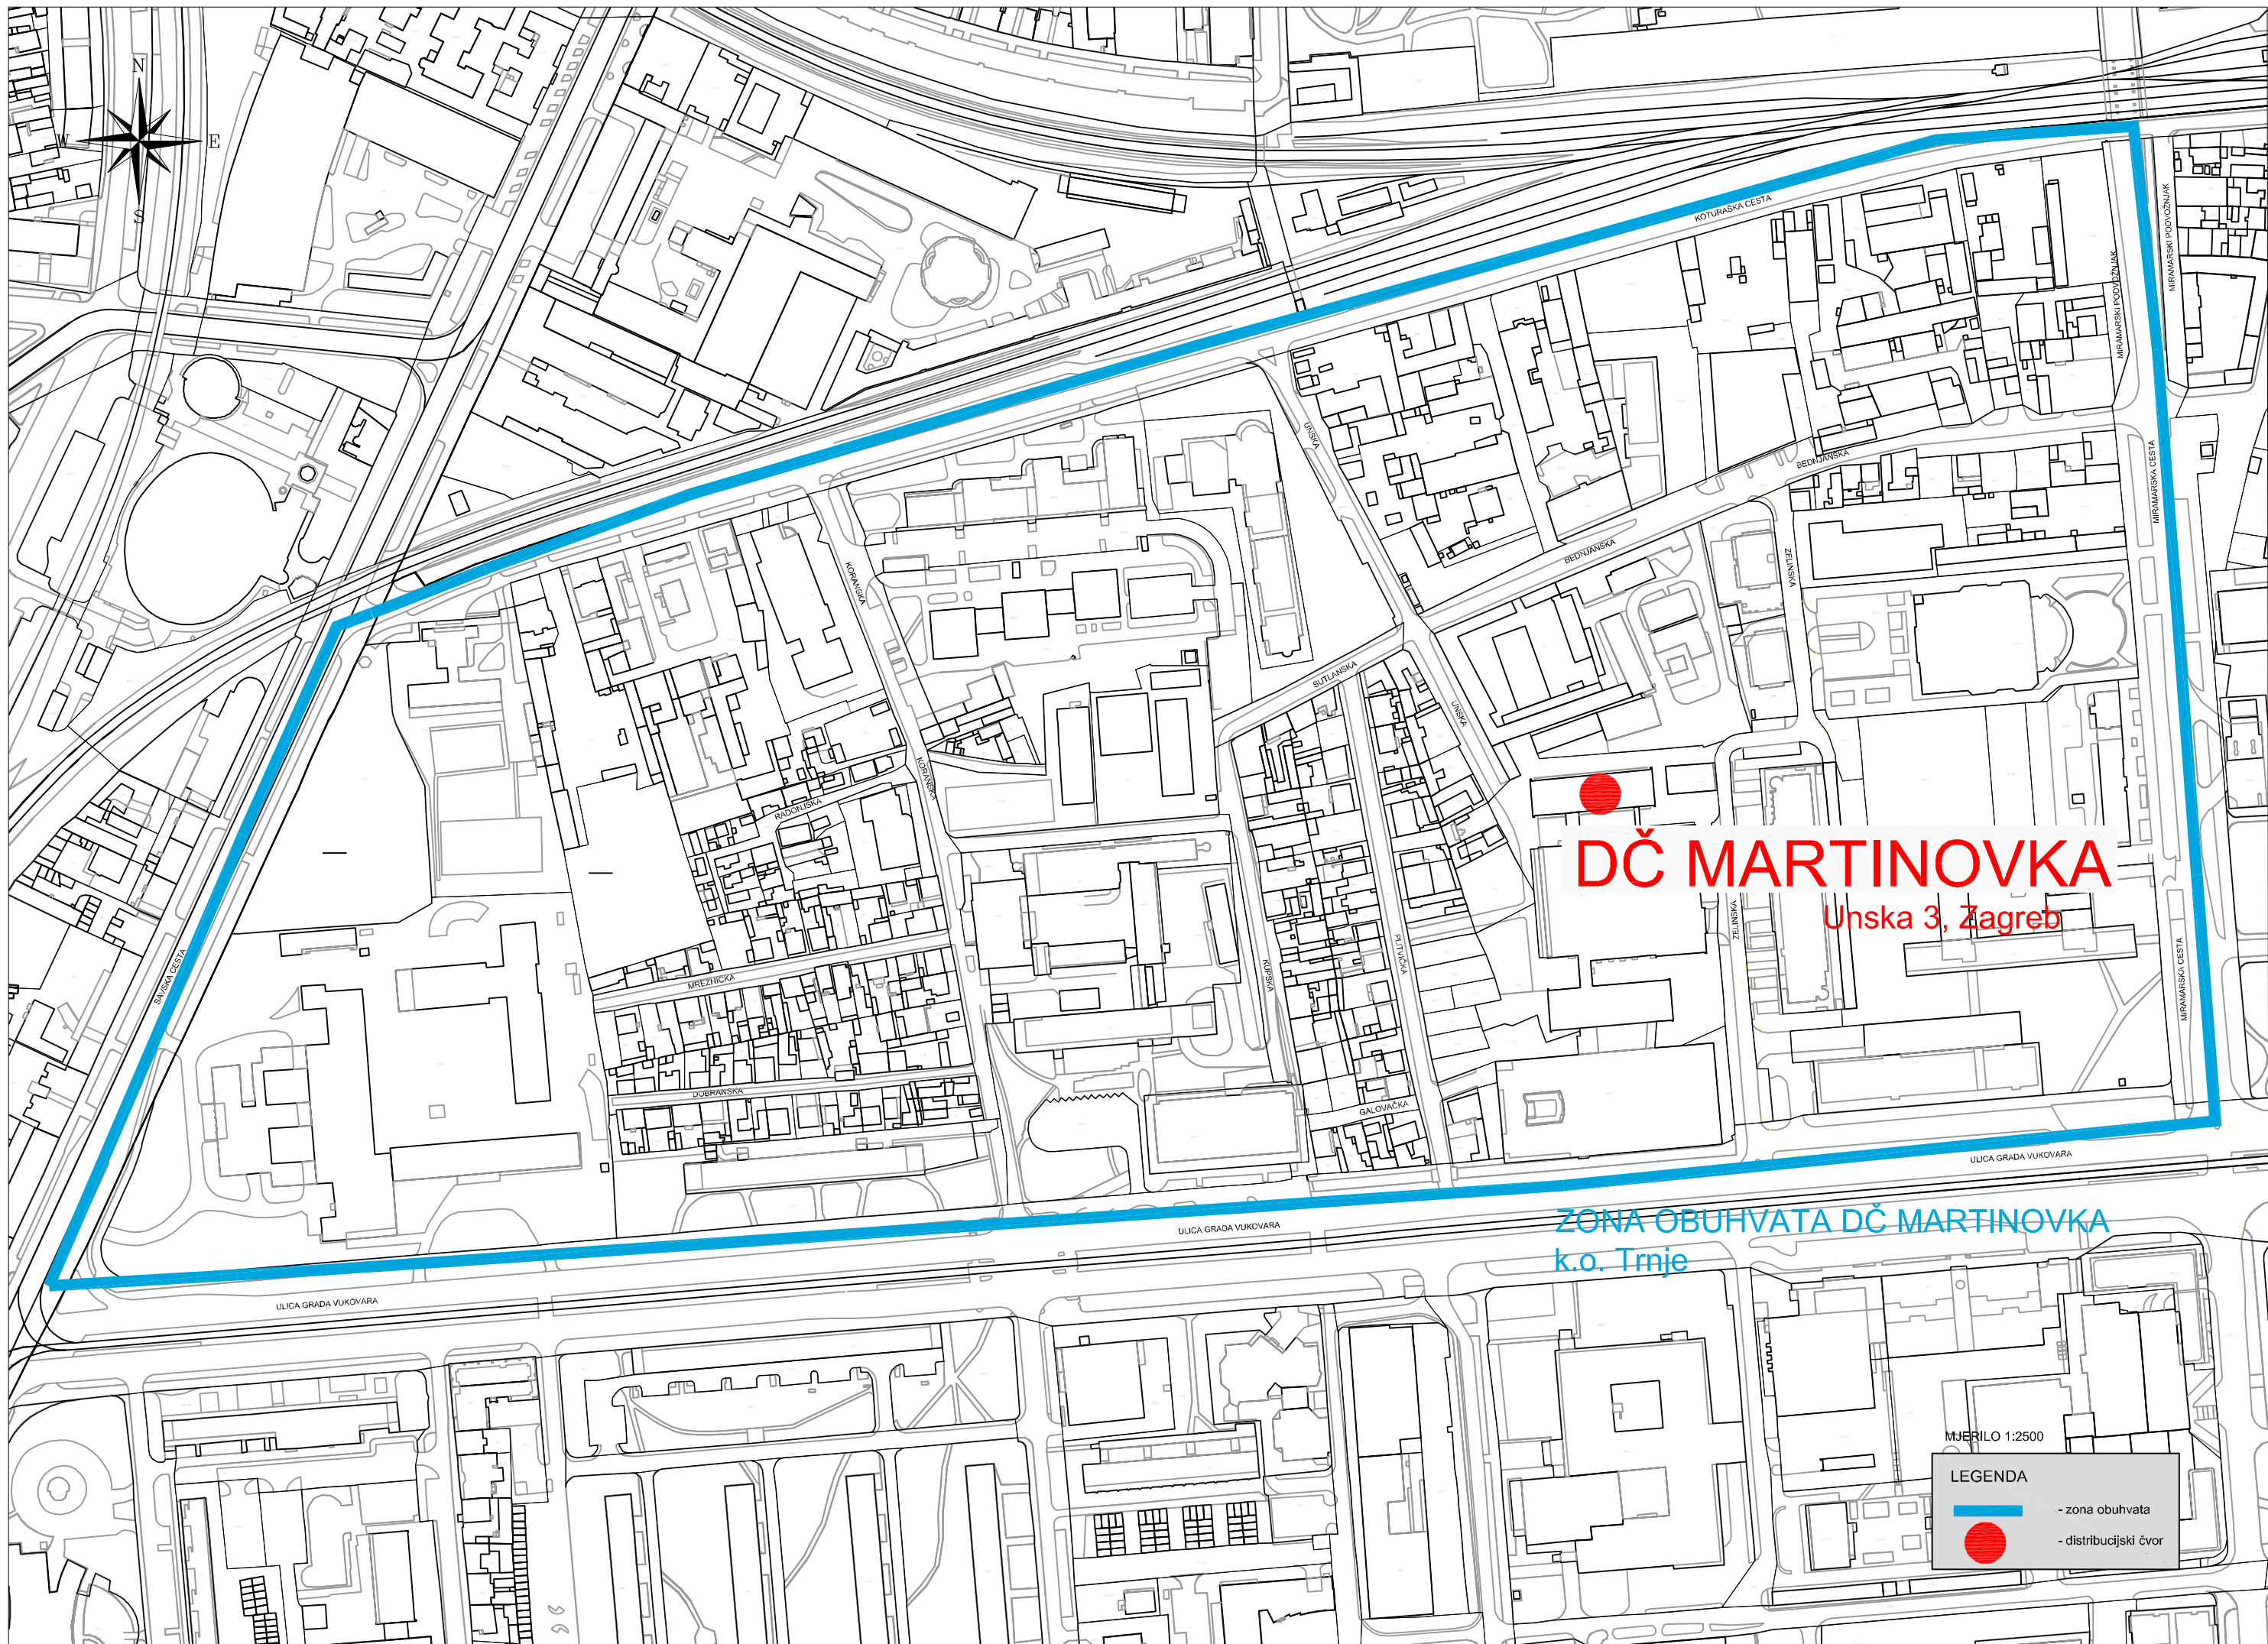 N
W
E
S
KOTURAŠKA CESTA
MIRAMARSKI PODVOŽNJAK
MIRAMARSKI PODVOŽNJAK
UNSKA
BEDNJANSKA
MIRAMARSKA CESTA
BEDNJANSKA
ZELINSKA
KORANSKA
SUTLANSKA
UNSKA
KORANSKA
RADONJSKA
DČ MARTINOVKA
Unska 3, Zagreb
ZELINSKA
PLITVIČKA
KUPSKA
SAVSKA CESTA
MREŽNIČKA
MIRAMARSKA CESTA
DOBRANSKA
GALOVAČKA
ULICA GRADA VUKOVARA
ULICA GRADA VUKOVARA
ULICA GRADA VUKOVARA
ZONA OBUHVATA DČ MARTINOVKA
k.o. Trnje
MJERILO 1:2500
LEGENDA
- zona obuhvata
- distribucijski čvor